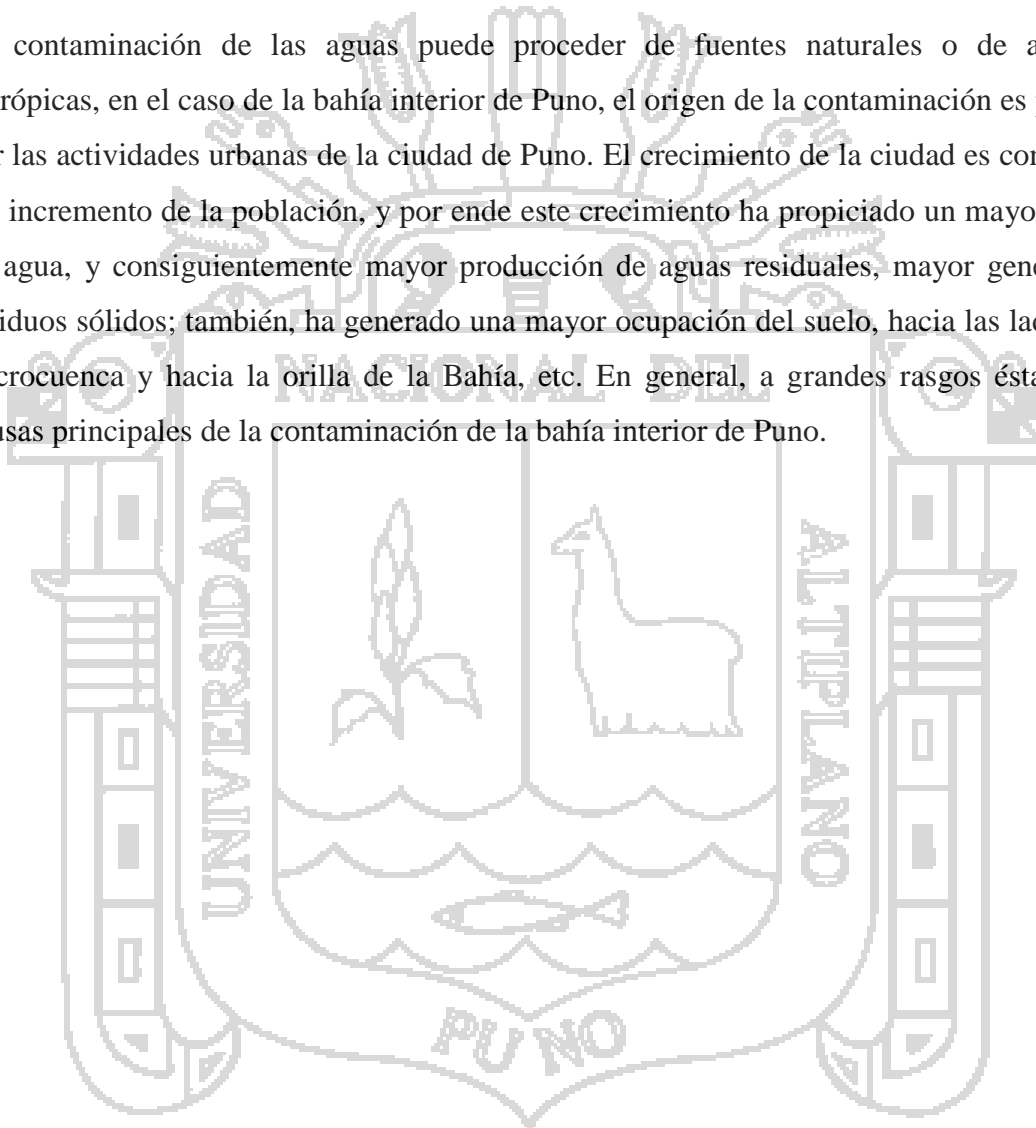 contaminación de las aguas puede proceder de fuentes naturales o de a
rópicas, en el caso de la bahía interior de Puno, el origen de la contaminación es
r las actividades urbanas de la ciudad de Puno. El crecimiento de la ciudad es con
incremento de la población, y por ende este crecimiento ha propiciado un mayo
agua, y consiguientemente mayor producción de aguas residuales, mayor gene
iduos sólidos; también, ha generado una mayor ocupación del suelo, hacia las lad
crocuenca y hacia la orilla de la Bahía, etc. En general, a grandes rasgos ésta
usas principales de la contaminación de la bahía interior de Puno.
UNIVERSIDAD
NACIONAL DEL
ALTIPLANO
PUNO